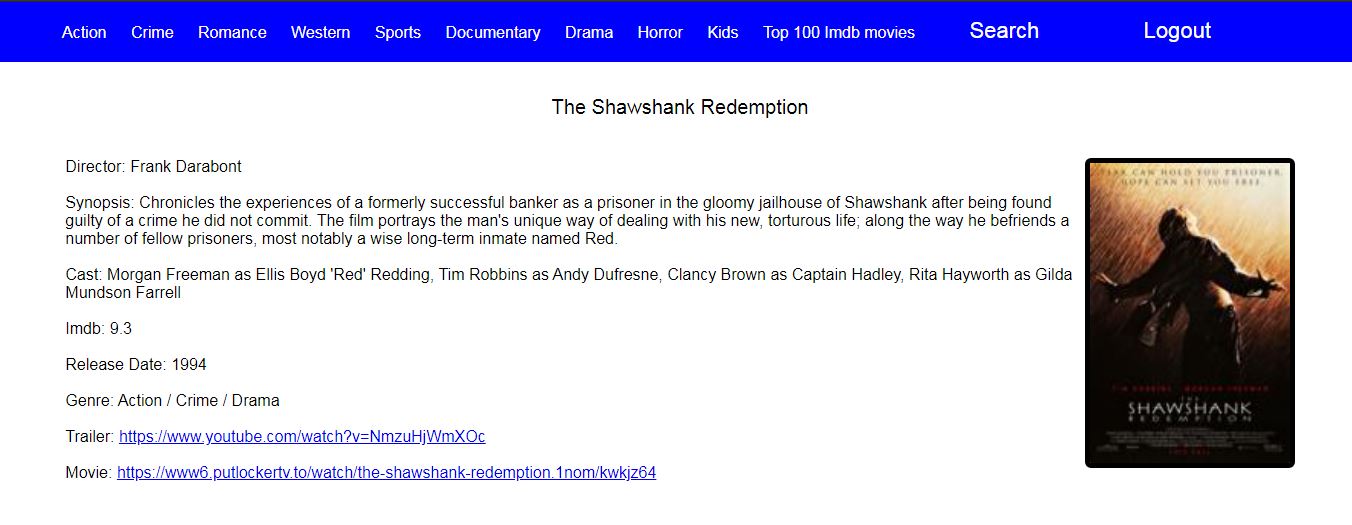 Action Crime Romance Western Sports Documentary Drama Horror Kids Top 100 Imdb movies Search Logout
The Shawshank Redemption
Director: Frank Darabont
Synopsis: Chronicles the experiences of a formerly successful banker as a prisoner in the gloomy jailhouse of Shawshank after being found
guilty of a crime he did not commit. The film portrays the man's unique way of dealing with his new, torturous life; along the way he befriends a
number of fellow prisoners, most notably a wise long-term inmate named Red.
Cast: Morgan Freeman as Ellis Boyd 'Red' Redding, Tim Robbins as Andy Dufresne, Clancy Brown as Captain Hadley, Rita Hayworth as Gilda
Mundson Farrell
Imdb: 9.3
Release Date: 1994
Genre: Action / Crime / Drama
Trailer: https://www.youtube.com/watch?v=NmzuHjWmXOc
Movie: https://www6.putlockertv.to/watch/the-shawshank-redemption.1nom/kwkjz64
FEAR CAN HOLD YOU PRISONER.
HOPE CAN SET YOU FREE.
TIM ROBBINS MORGAN FREEMAN
THE
SHAWSHANK
REDEMPTION